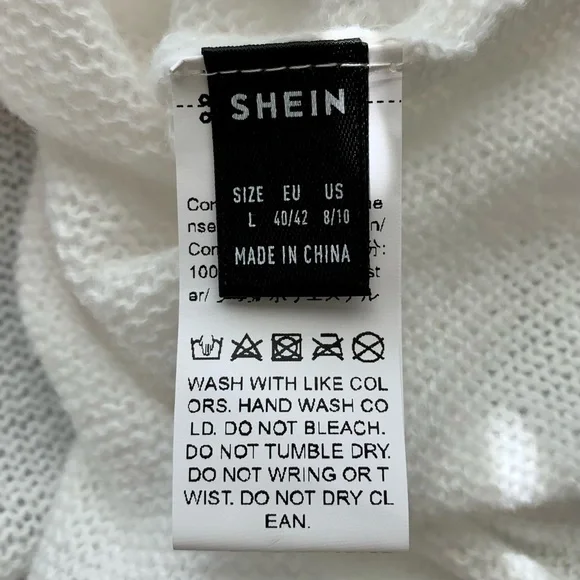 SHEIN
SIZE EU US
L 40/42 8/10
MADE IN CHINA
100
WASH WITH LIKE COL
ORS. HAND WASH CO
LD. DO NOT BLEACH.
DO NOT TUMBLE DRY.
DO NOT WRING OR T
WIST. DO NOT DRY CL
EAN.